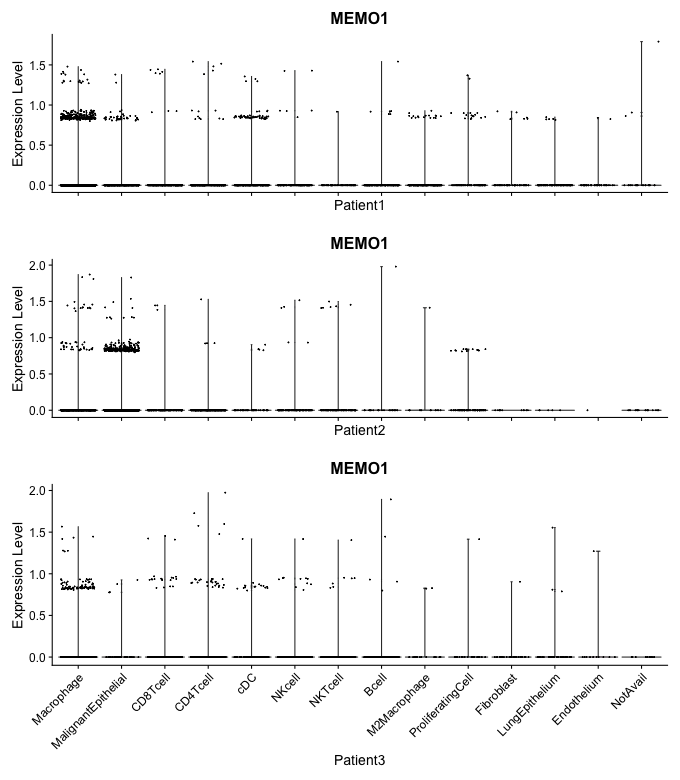 MEMO1
Expression Level
1.5
1.0
0.5
0.0
Patient1
MEMO1
Expression Level
2.0
1.5
1.0
0.5
0.0
Patient2
MEMO1
Expression Level
2.0
1.5
1.0
0.5
0.0
Macrophage
MalignantEpithelial
CD8Tcell
CD4Tcell
cDC
NKcell
NKTcell
Bcell
M2Macrophage
ProliferatingCell
Fibroblast
LungEpithelium
Endothelium
NotAvail
Patient3